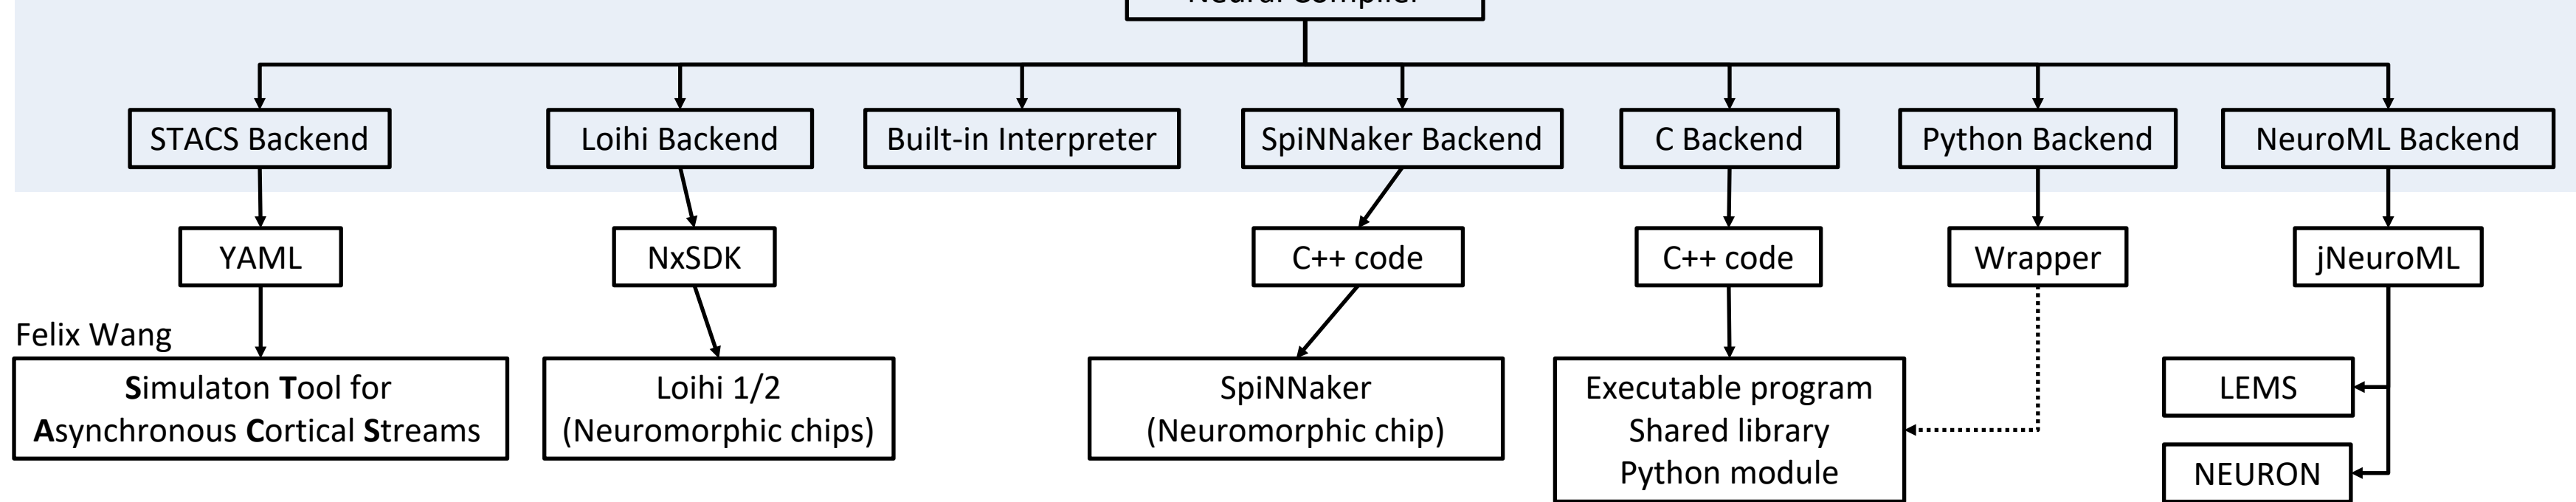 Neural Compiler
STACS Backend
Loihi Backend
Built-in Interpreter
SpiNNaker Backend
C Backend
Python Backend
NeuroML Backend
YAML
NxSDK
C++ code
C++ code
Wrapper
jNeuroML
Felix Wang
Simulaton Tool for
Asynchronous Cortical Streams
Loihi 1/2
(Neuromorphic chips)
SpiNNaker
(Neuromorphic chip)
Executable program
Shared library
Python module
LEMS
NEURON